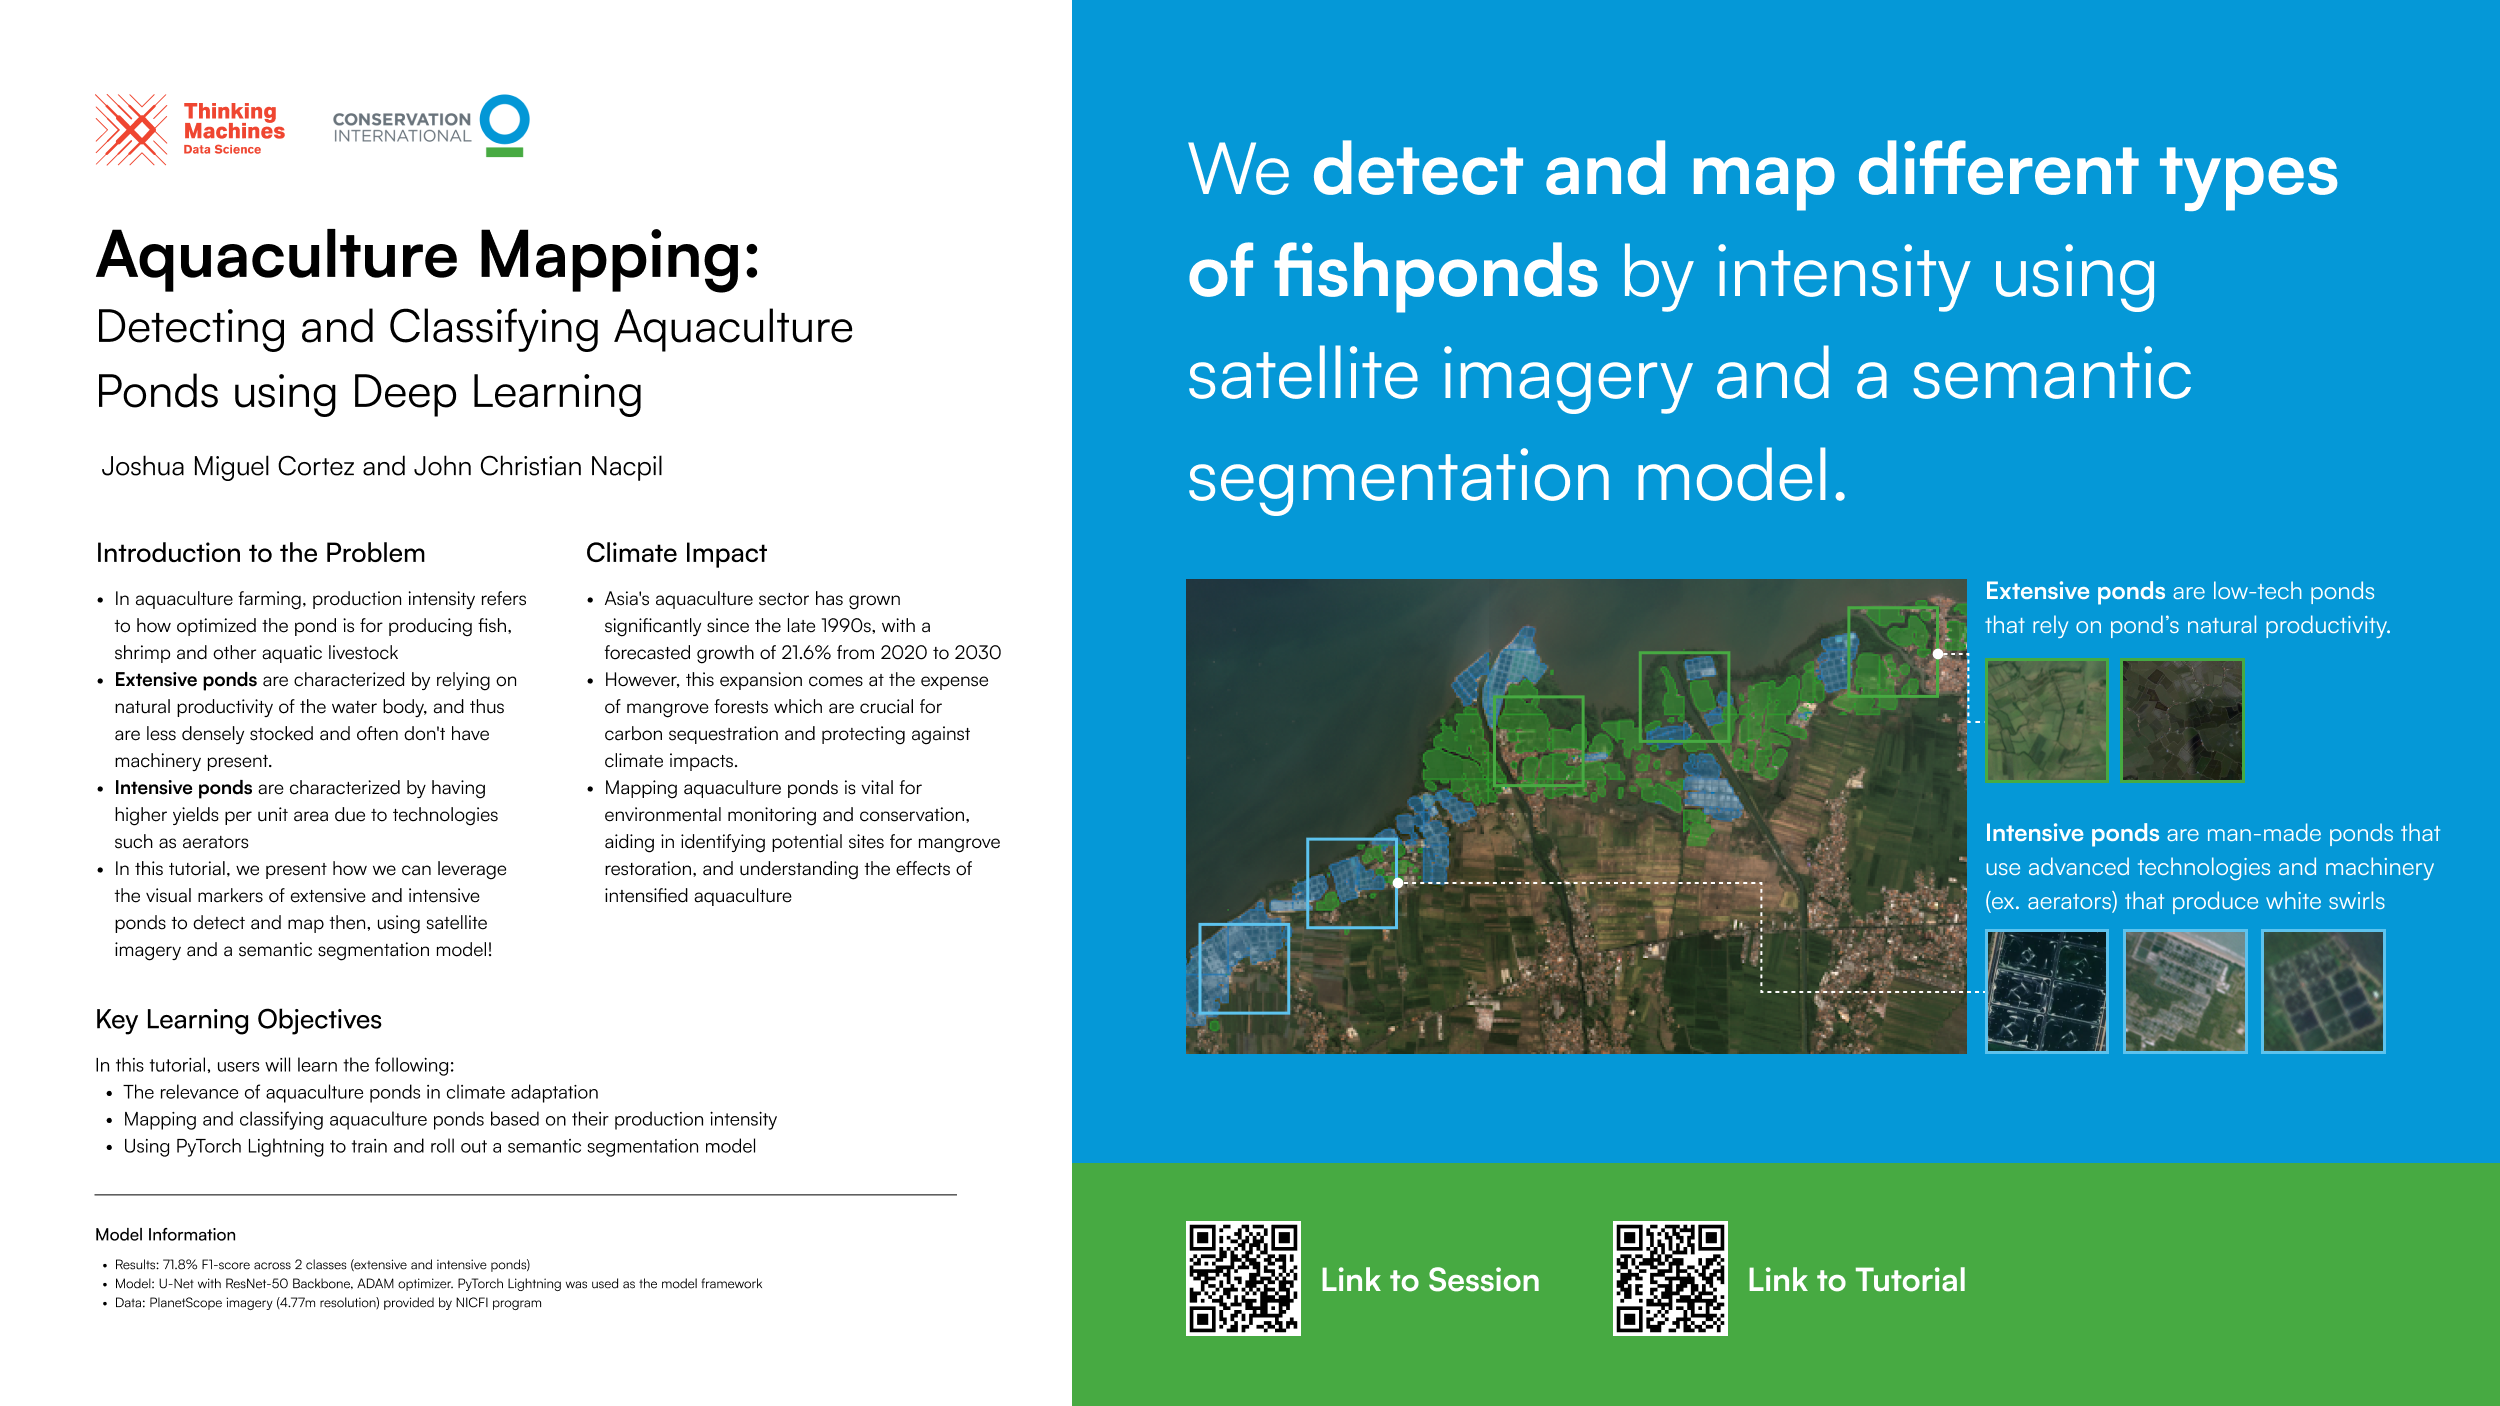 Thinking
Machines
Data Science
CONSERVATION
INTERNATIONAL
Aquaculture Mapping:
Detecting and Classifying Aquaculture
Ponds using Deep Learning
Joshua Miguel Cortez and John Christian Nacpil
Introduction to the Problem
• In aquaculture farming, production intensity refers
to how optimized the pond is for producing fish,
shrimp and other aquatic livestock
• Extensive ponds are characterized by relying on
natural productivity of the water body, and thus
are less densely stocked and often don't have
machinery present.
• Intensive ponds are characterized by having
higher yields per unit area due to technologies
such as aerators
• In this tutorial, we present how we can leverage
the visual markers of extensive and intensive
ponds to detect and map then, using satellite
imagery and a semantic segmentation model!
Climate Impact
• Asia's aquaculture sector has grown
significantly since the late 1990s, with a
forecasted growth of 21.6% from 2020 to 2030
• However, this expansion comes at the expense
of mangrove forests which are crucial for
carbon sequestration and protecting against
climate impacts.
• Mapping aquaculture ponds is vital for
environmental monitoring and conservation,
aiding in identifying potential sites for mangrove
restoration, and understanding the effects of
intensified aquaculture
Key Learning Objectives
In this tutorial, users will learn the following:
• The relevance of aquaculture ponds in climate adaptation
• Mapping and classifying aquaculture ponds based on their production intensity
• Using PyTorch Lightning to train and roll out a semantic segmentation model
Model Information
• Results: 71.8% F1-score across 2 classes (extensive and intensive ponds)
• Model: U-Net with ResNet-50 Backbone, ADAM optimizer. PyTorch Lightning was used as the model framework
• Data: PlanetScope imagery (4.77m resolution) provided by NICFI program
We detect and map different types
of fishponds by intensity using
satellite imagery and a semantic
segmentation model.
Extensive ponds are low-tech ponds
that rely on pond’s natural productivity.
Intensive ponds are man-made ponds that
use advanced technologies and machinery
(ex. aerators) that produce white swirls
Link to Session
Link to Tutorial